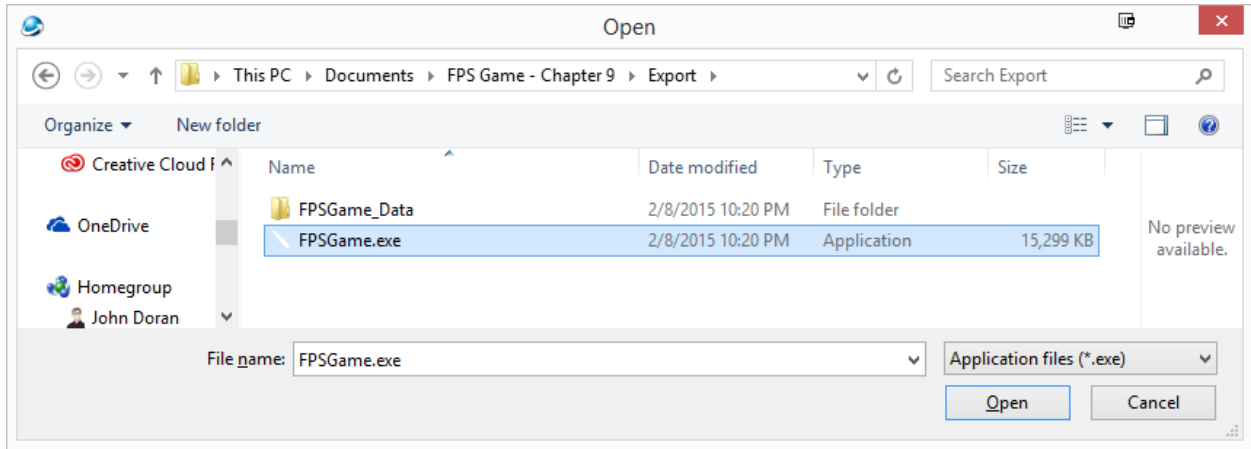 Open
This PC Documents FPS Game - Chapter 9 Export
Search Export
Organize New folder
Creative Cloud F
OneDrive
Homegroup
John Doran
Name Date modified Type Size
FPSGame_Data 2/8/2015 10:20 PM File folder
FPSGame.exe 2/8/2015 10:20 PM Application 15,299 KB
No preview
available.
File name: FPSGame.exe
Application files (*.exe)
Open Cancel